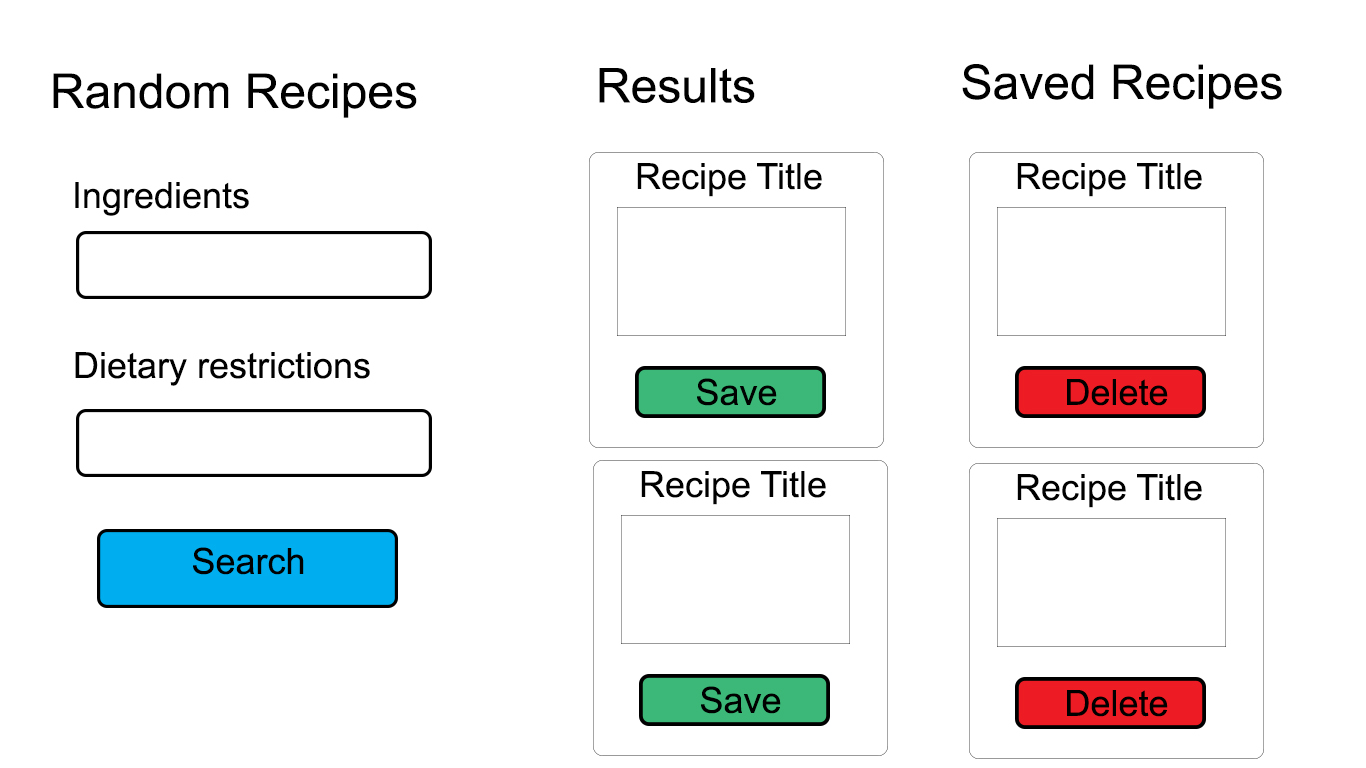 Random Recipes
Ingredients
Dietary restrictions
Search
Results
Recipe Title
Save
Recipe Title
Save
Saved Recipes
Recipe Title
Delete
Recipe Title
Delete